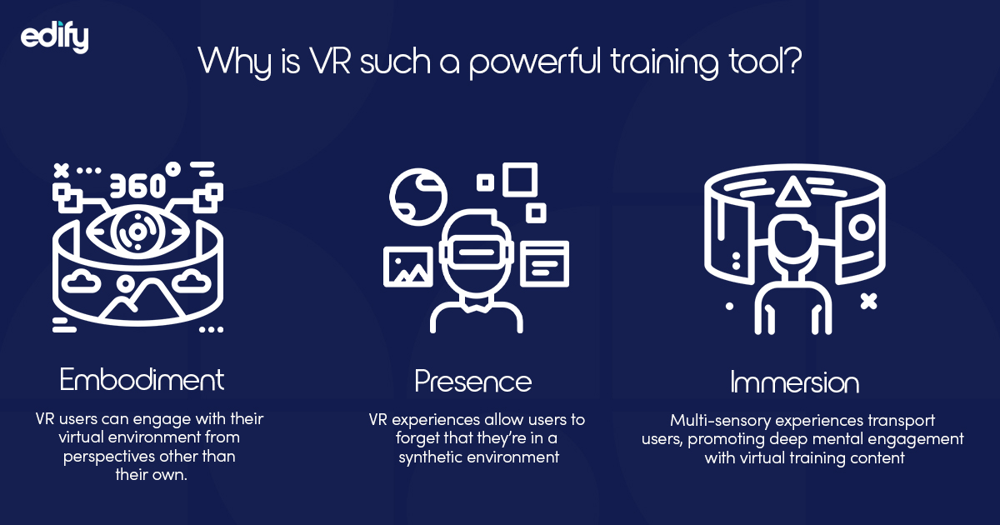 edify
Why is VR such a powerful training tool?
360°
Embodiment
VR users can engage with their
virtual environment from
perspectives other than
their own.
Presence
VR experiences allow users to
forget that they’re in a
synthetic environment
Immersion
Multi-sensory experiences transport
users, promoting deep mental engagement
with virtual training content